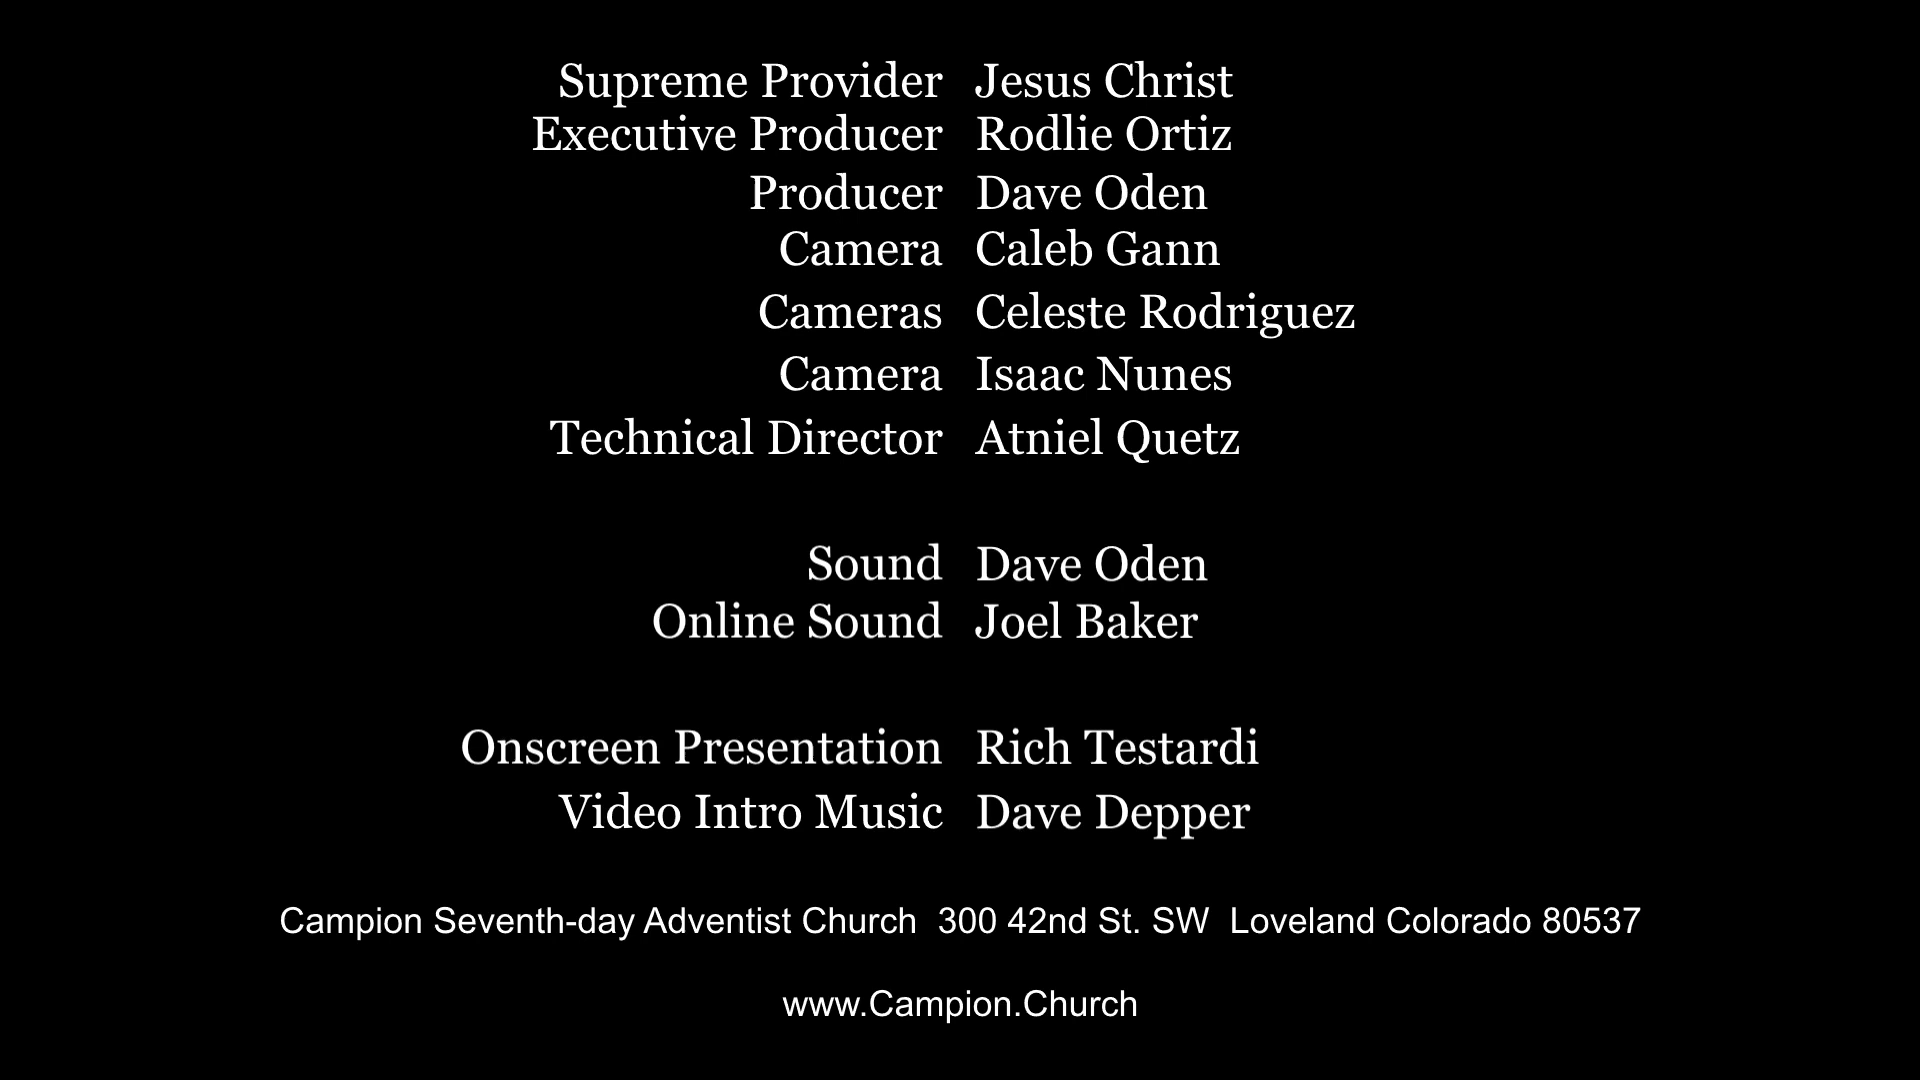 Supreme Provider Jesus Christ
Executive Producer Rodlie Ortiz
Producer Dave Oden
Camera Caleb Gann
Cameras Celeste Rodriguez
Camera Isaac Nunes
Technical Director Atniel Quetz
Sound Dave Oden
Online Sound Joel Baker
Onscreen Presentation Rich Testardi
Video Intro Music Dave Depper
Campion Seventh-day Adventist Church 300 42nd St. SW Loveland Colorado 80537
www.Campion.Church